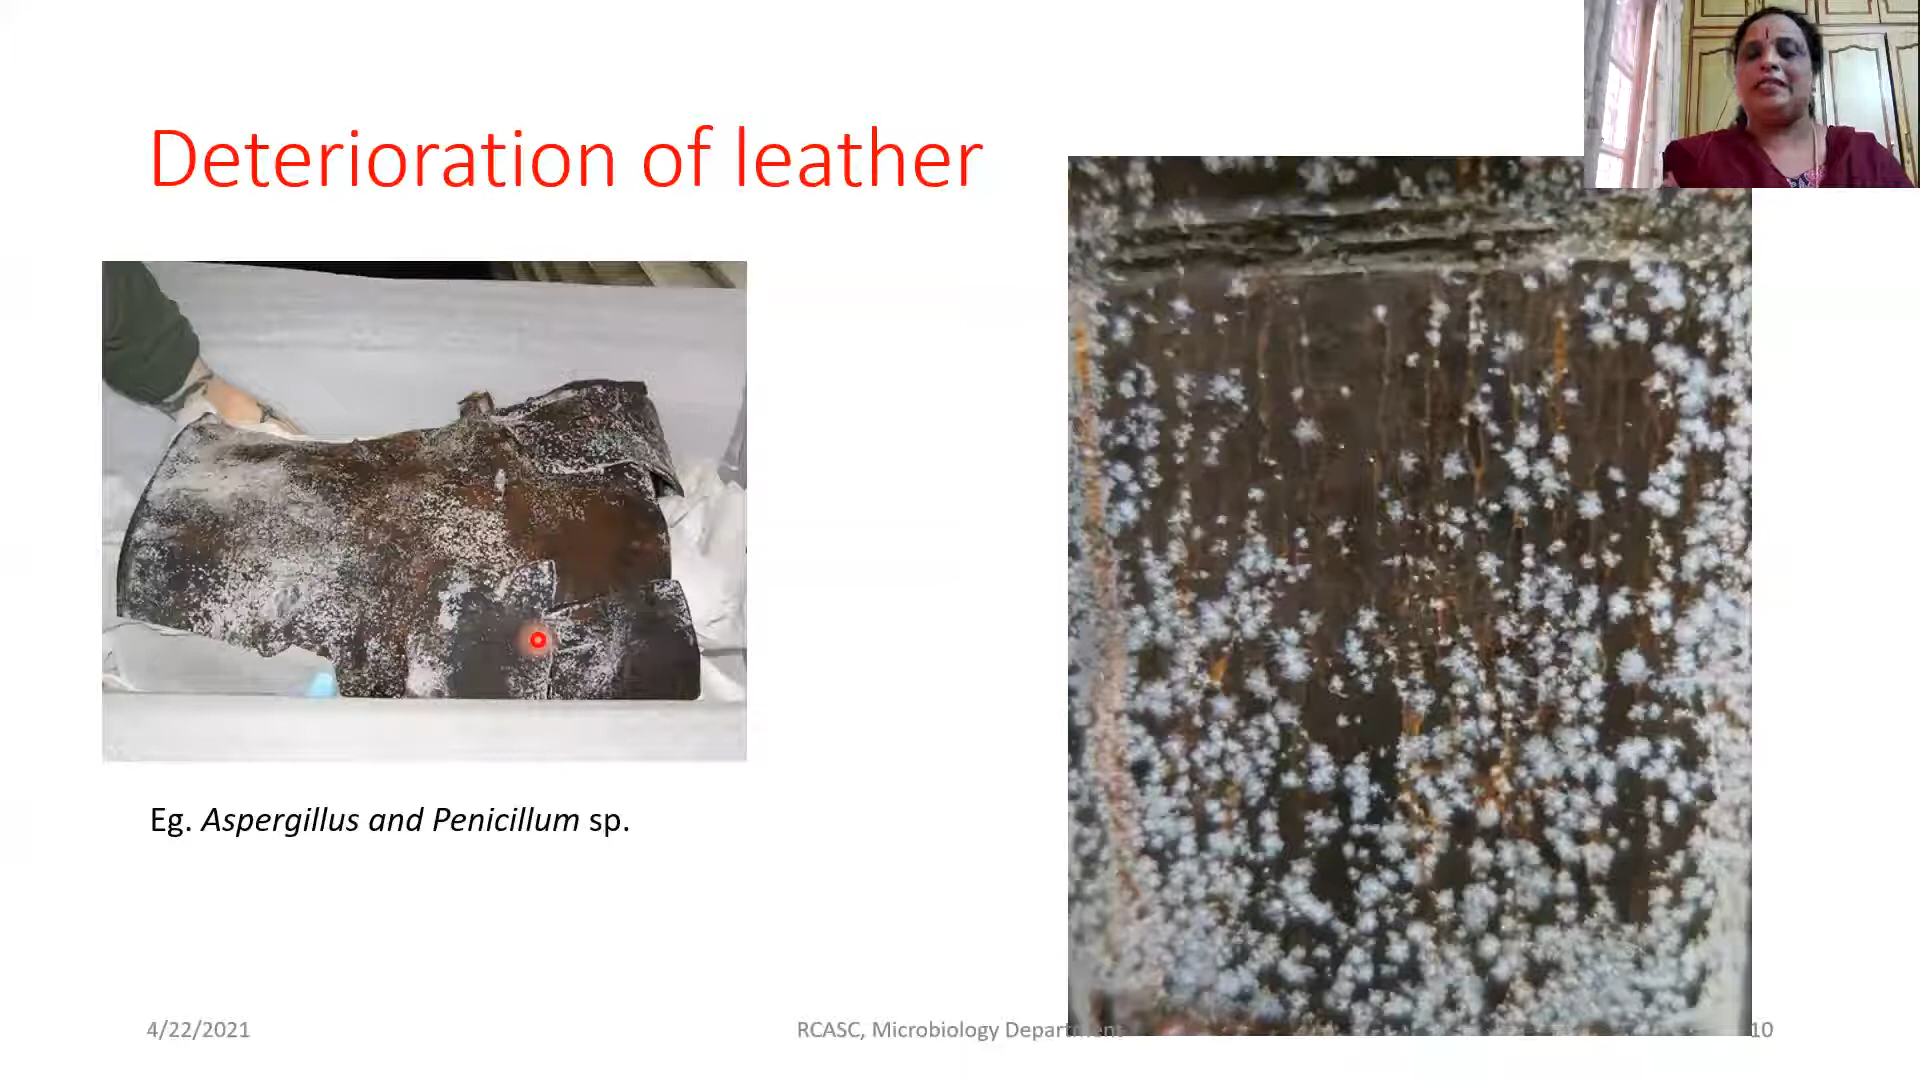 Deterioration of leather
Eg. Aspergillus and Penicillum sp.
4/22/2021
RCASC, Microbiology Department
10